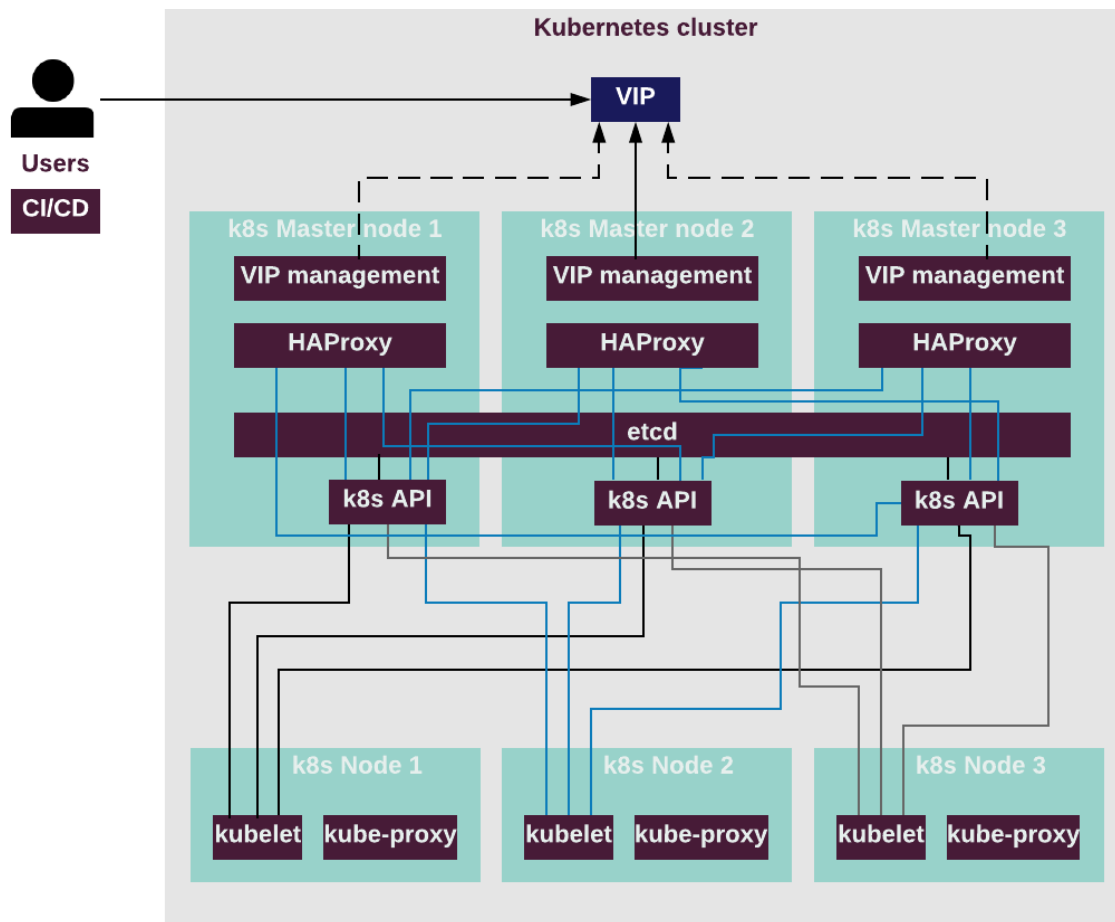 Kubernetes cluster
VIP
Users
CI/CD
k8s Master node 1
k8s Master node 2
k8s Master node 3
VIP management
VIP management
VIP management
HAProxy
HAProxy
HAProxy
etcd
k8s API
k8s API
k8s API
k8s Node 1
k8s Node 2
k8s Node 3
kubelet
kube-proxy
kubelet
kube-proxy
kubelet
kube-proxy